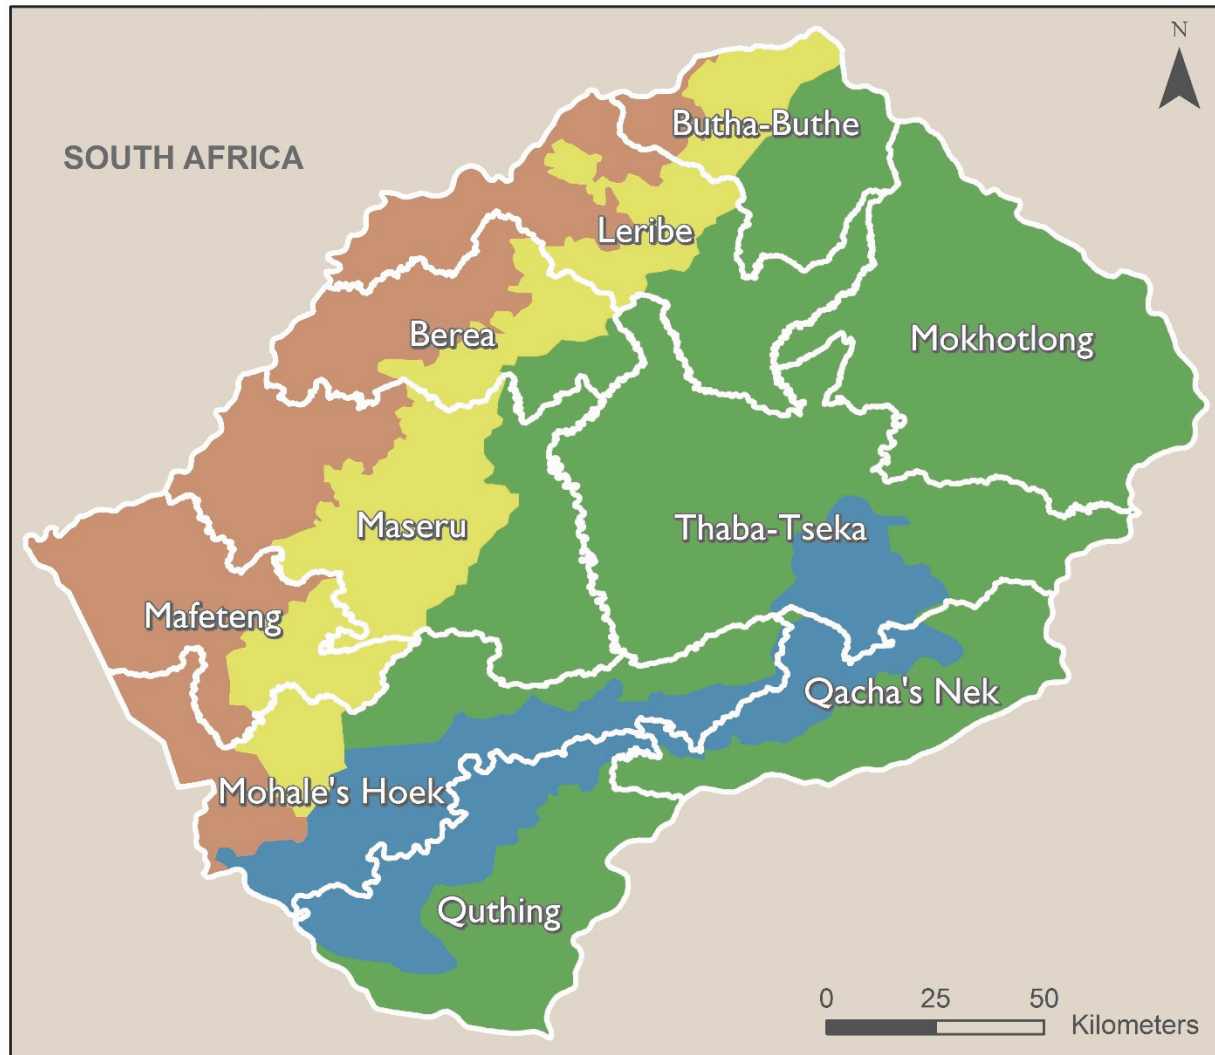 N
SOUTH AFRICA
Butha-Buthe
Leribe
Berea
Mokhotlong
Maseru
Thaba-Tseka
Mafeteng
Qacha's Nek
Mohale's Hoek
Quthing
0 25 50
Kilometers